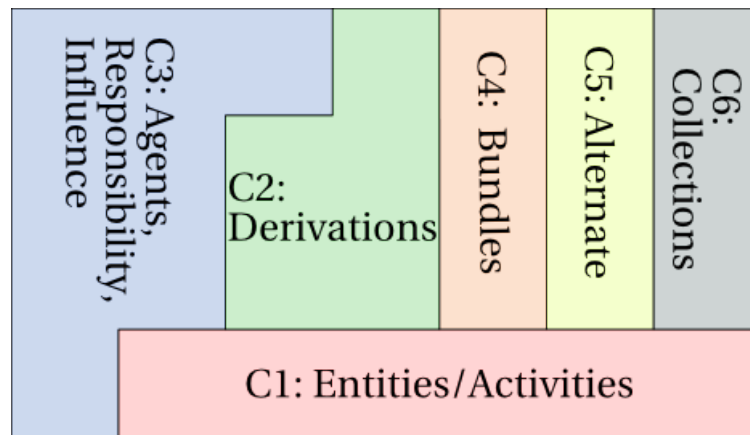 C3: Agents,
Responsibility,
Influence
C2:
Derivations
C4: Bundles
C5: Alternate
C6:
Collections
C1: Entities/Activities